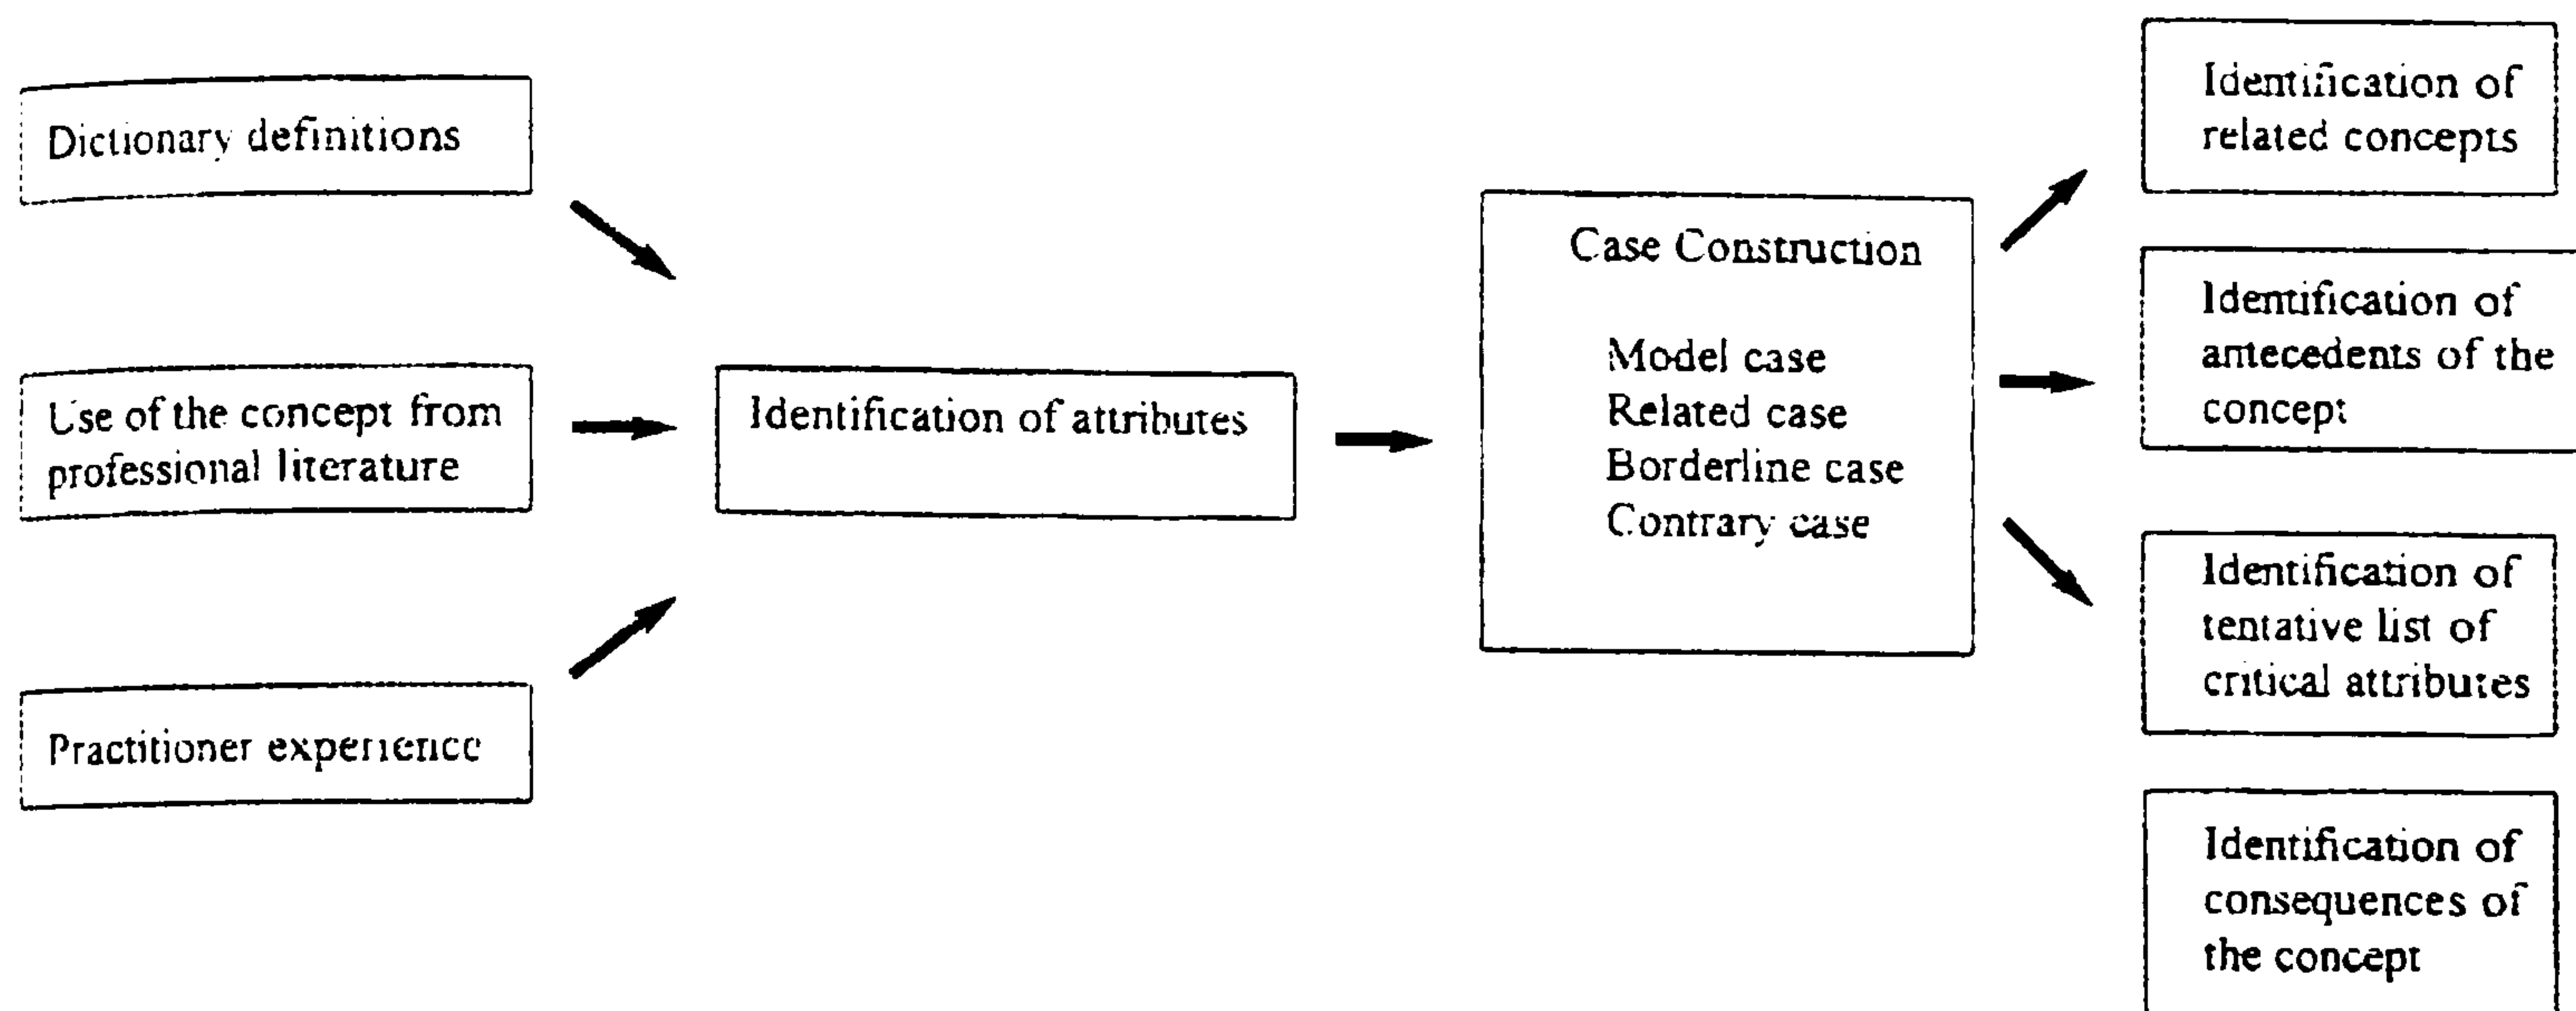 Dictionary definitions
Use of the concept from
professional literature
Practitioner experience
Identification of attributes
Case Construction
Model case
Related case
Borderline case
Contrary case
Identification of
related concepts
Identification of
antecedents of the
concept
Identification of
tentative list of
critical attributes
Identification of
consequences of
the concept